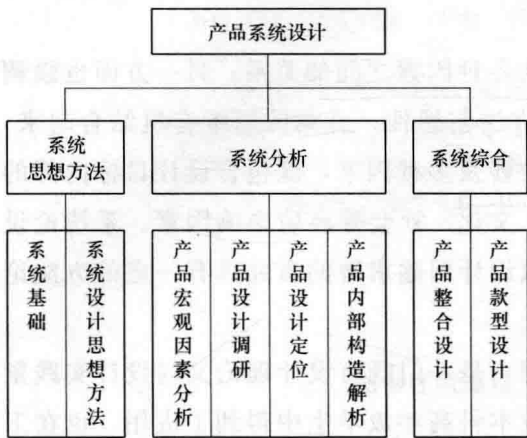 产品系统设计
系统
思想方法
系统分析
系统综合
系统基础
系统设计思想方法
产品宏观因素分析
产品设计调研
产品设计定位
产品内部构造解析
产品整合设计
产品款型设计